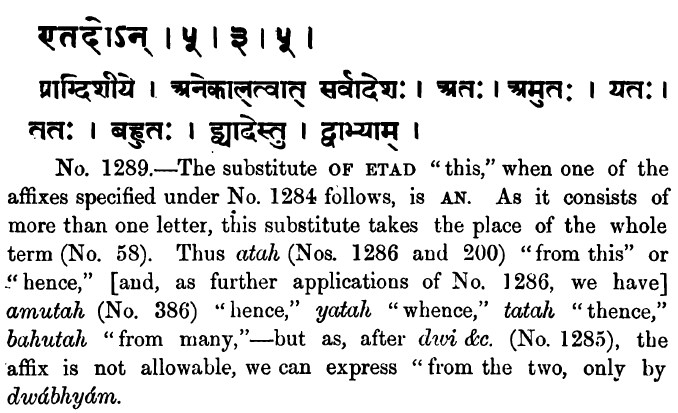 एतदोऽन् । ५ । ३ । ५ ।
प्राग्दिशीये । अनेकाल्त्वात् सर्वादेशः । अतः । अमुतः । यतः ।
ततः । बहुतः । द्व्यादेस्तु । द्वाभ्याम् ।
No. 1289.—The substitute OF ETAD "this," when one of the
affixes specified under No. 1284 follows, is AN. As it consists of
more than one letter, this substitute takes the place of the whole
term (No. 58). Thus atah (Nos. 1286 and 200) "from this" or
"hence," [and, as further applications of No. 1286, we have]
amutah (No. 386) "hence," yatah "whence," tatah "thence,"
bahutah "from many,"—but as, after dwi &c. (No. 1285), the
affix is not allowable, we can express "from the two, only by
dwábhyám.